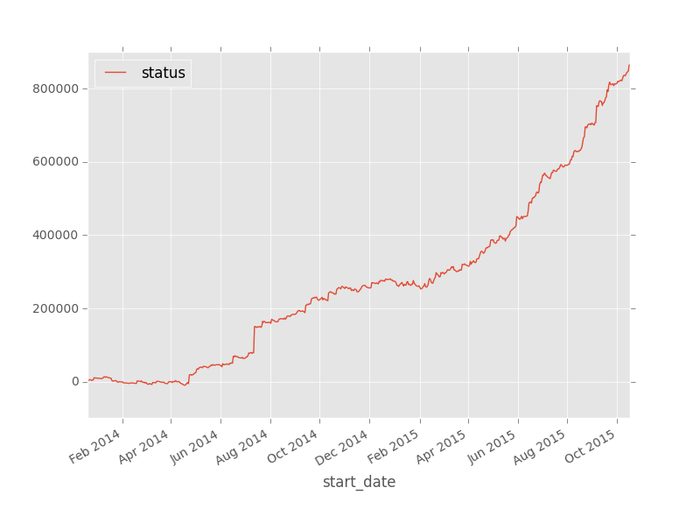 status
800000
600000
400000
200000
0
Feb 2014
Apr 2014
Jun 2014
Aug 2014
Oct 2014
Dec 2014
Feb 2015
Apr 2015
Jun 2015
Aug 2015
Oct 2015
start_date